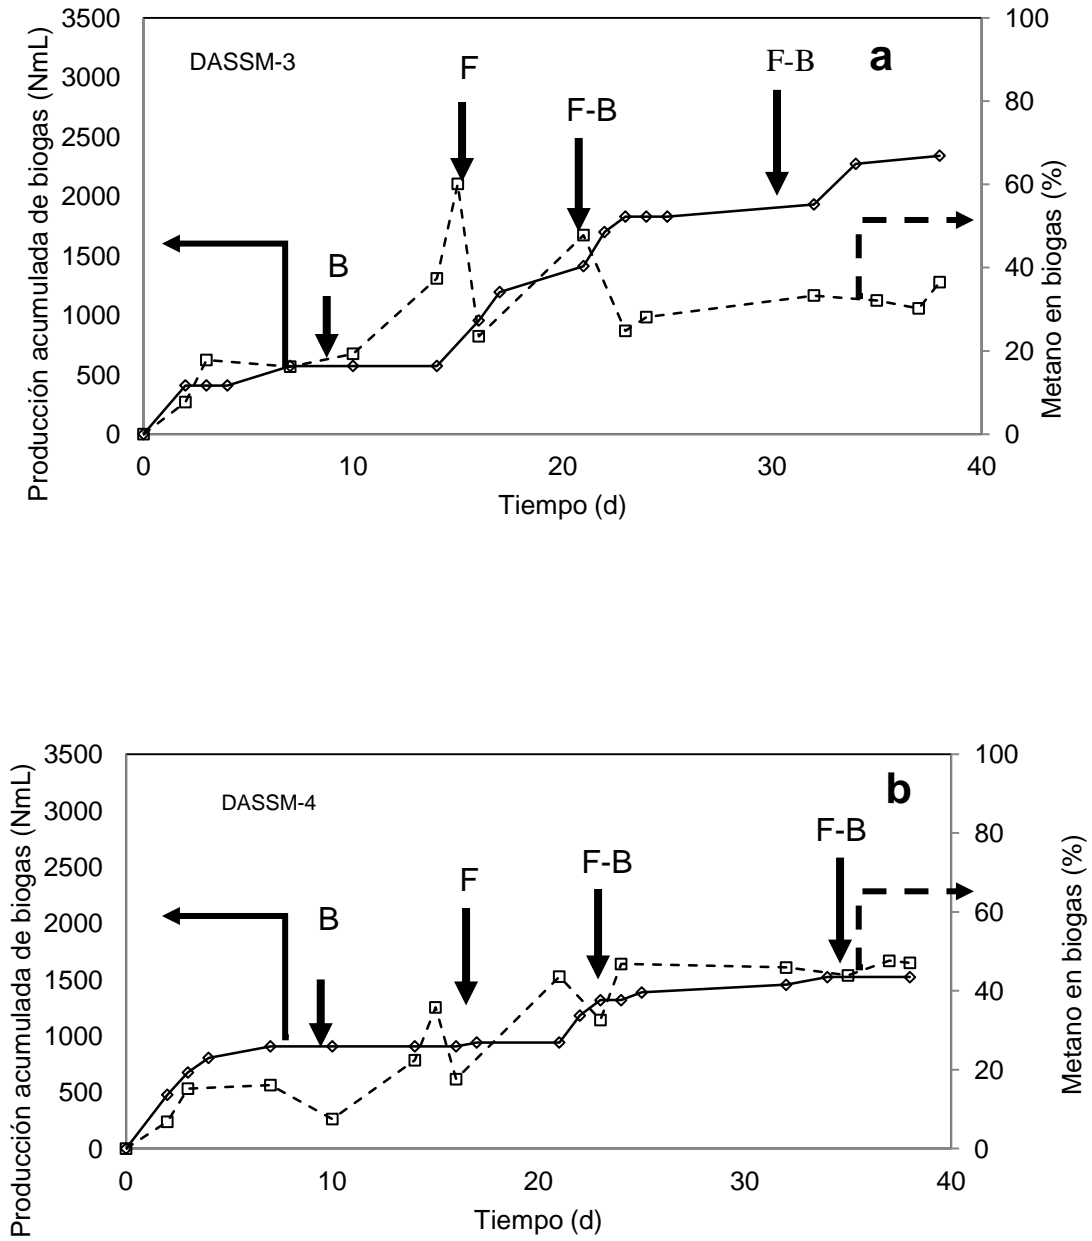 3500
3000
2500
2000
1500
1000
500
0
Producción acumulada de biogas (NmL)
DASSM-3
F
F-B
F-B
a
B
100
80
60
40
20
0
Metano en biogas (%)
0 10 20 30 40
Tiempo (d)
3500
3000
2500
2000
1500
1000
500
0
Producción acumulada de biogas (NmL)
DASSM-4
b
F-B
F-B
F
B
100
80
60
40
20
0
Metano en biogas (%)
0 10 20 30 40
Tiempo (d)